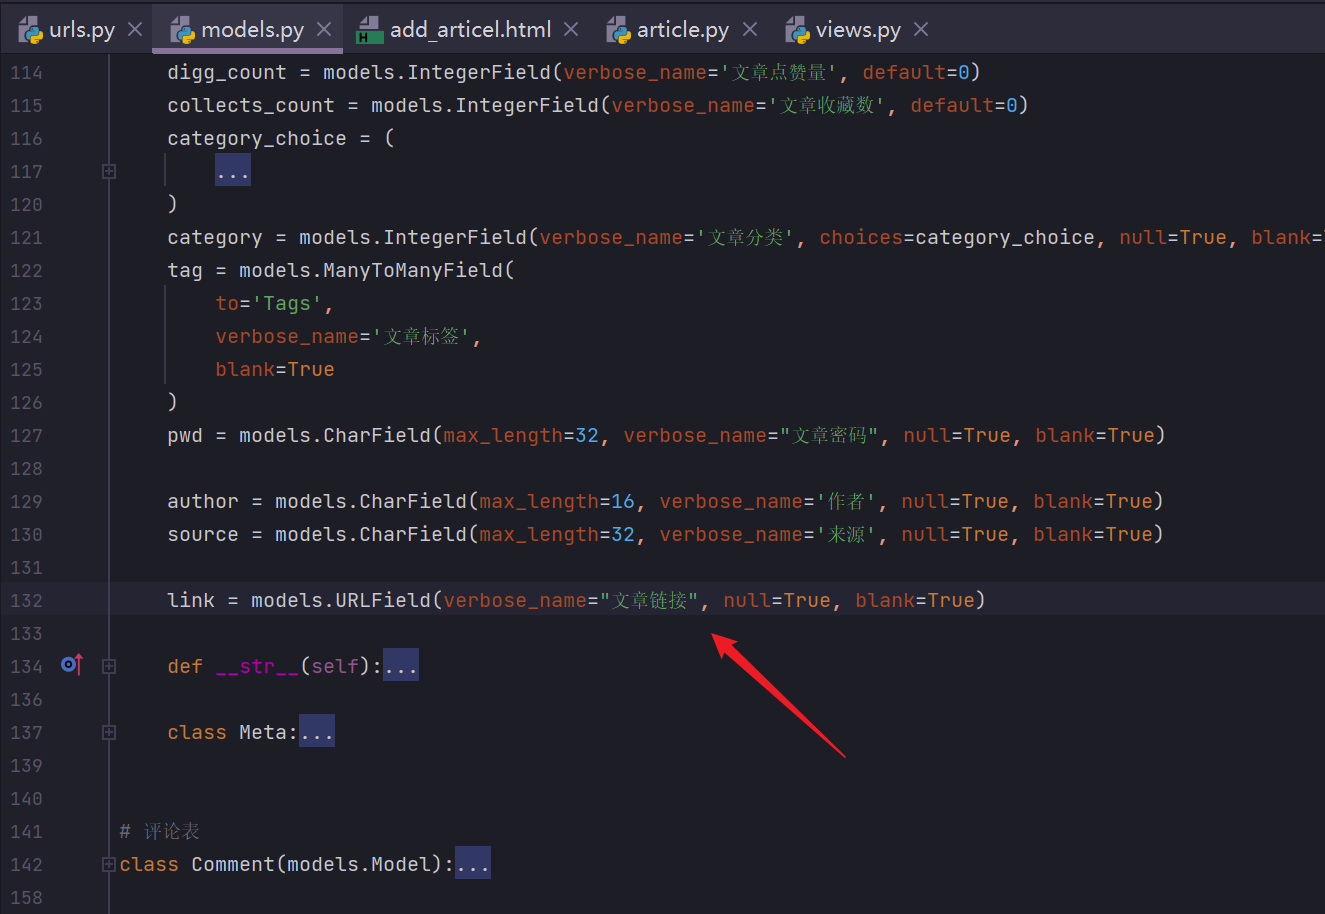 urls.py models.py add_articel.html article.py views.py
114 digg_count = models.IntegerField(verbose_name='文章点赞量', default=0)
115 collects_count = models.IntegerField(verbose_name='文章收藏数', default=0)
116 category_choice = (
117 ...
120 )
121 category = models.IntegerField(verbose_name='文章分类', choices=category_choice, null=True, blank=
122 tag = models.ManyToManyField(
123 to='Tags',
124 verbose_name='文章标签',
125 blank=True
126 )
127 pwd = models.CharField(max_length=32, verbose_name="文章密码", null=True, blank=True)
128
129 author = models.CharField(max_length=16, verbose_name='作者', null=True, blank=True)
130 source = models.CharField(max_length=32, verbose_name='来源', null=True, blank=True)
131
132 link = models.URLField(verbose_name="文章链接", null=True, blank=True)
133
134 def __str__(self):...
136
137 class Meta:...
139
140
141 # 评论表
142 class Comment(models.Model):...
158